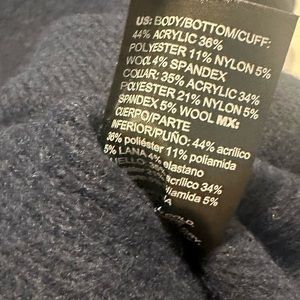 US: BODY/BOTTOM/CUFF:
44% ACRYLIC 36%
POLYESTER 11% NYLON 5%
WOOL 4% SPANDEX
COLLAR: 35% ACRYLIC 34%
POLYESTER 21% NYLON 5%
SPANDEX 5% WOOL MX:
CUERPO/PARTE
INFERIOR/PUÑO: 44% acrílico
36% poliéster 11% poliamida
5% LANA 4% elastano
acrílico 34%
poliamida 5%